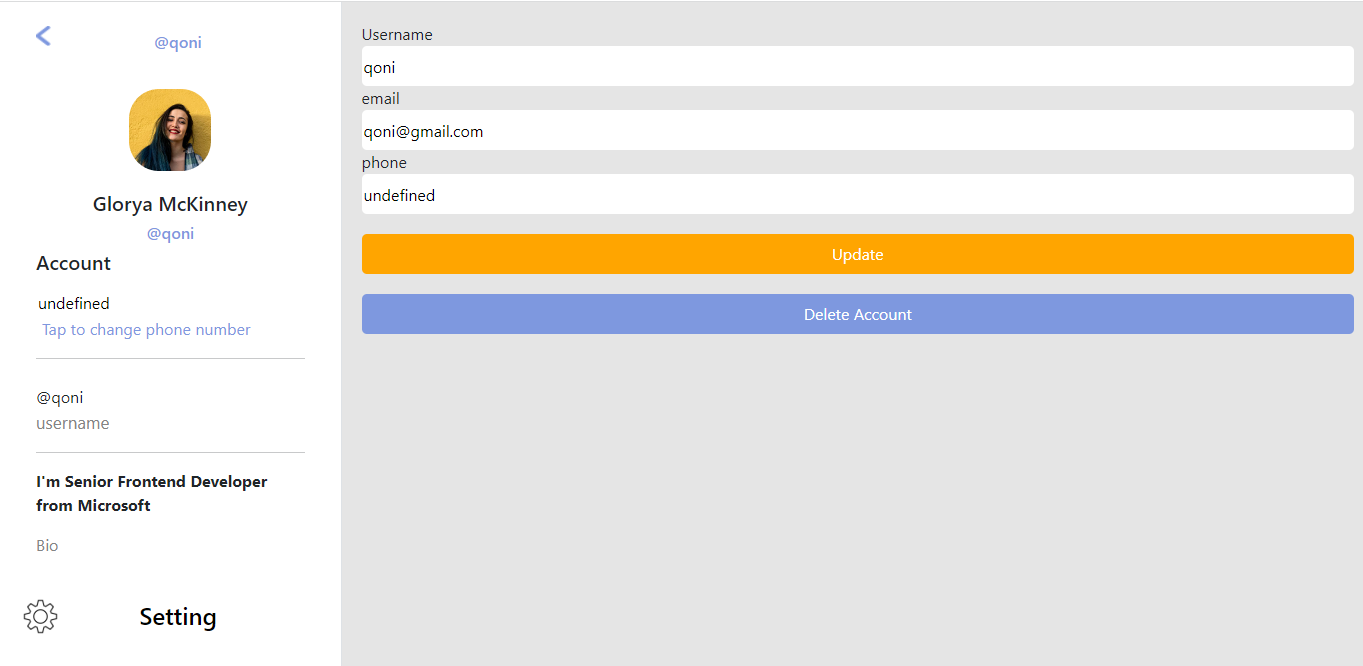 @qoni
Glorya McKinney
@qoni
Account
undefined
Tap to change phone number
@qoni
username
I'm Senior Frontend Developer
from Microsoft
Bio
Setting
Username
qoni
email
qoni@gmail.com
phone
undefined
Update
Delete Account